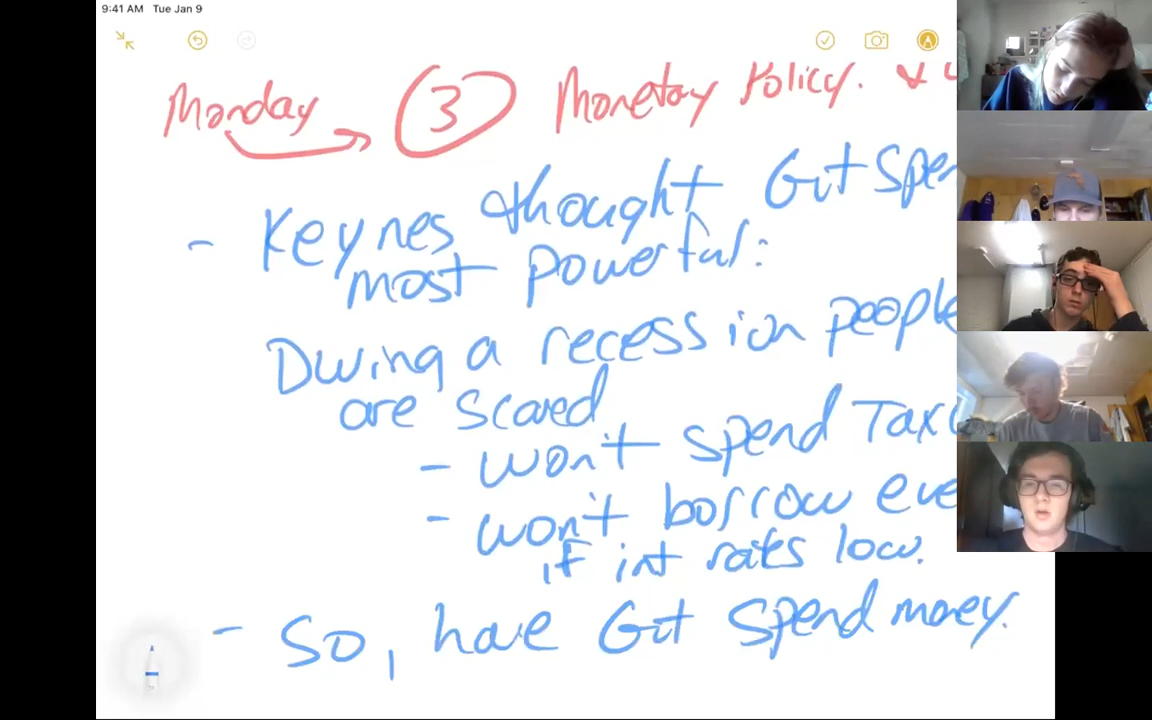 9:41 AM Tue Jan 9
Monday 3 Monetary Policy.
- Keynes thought Gvt Spen
most powerful:
During a recession people
are scared
- won't spend Tax
- won't borrow eve
if int rates low.
- So, have Gvt spend money.